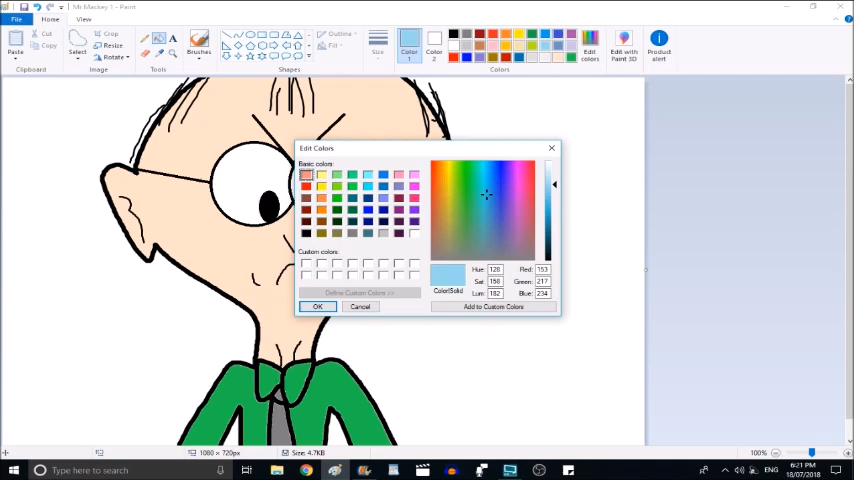 Mr Mackey 1 - Paint
File Home View
Paste
Cut
Copy
Clipboard
Select
Crop
Resize
Rotate
Image
Tools
Brushes
Outline
Fill
Shapes
Size
Color 1
Color 2
Edit colors
Colors
Edit with Paint 3D
Product alert
Edit Colors
Basic colors:
Custom colors:
Define Custom Colors >>
OK Cancel
Color|Solid
Hue: 128 Red: 153
Sat: 158 Green: 217
Lum: 182 Blue: 234
Add to Custom Colors
1080 × 720px Size: 4.7KB 100%
Type here to search
ENG
6:21 PM
18/07/2018